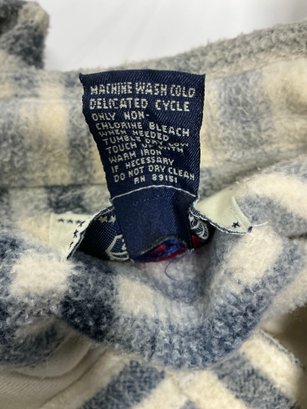 MACHINE WASH COLD
DELICATED CYCLE
ONLY NON-
CHLORINE BLEACH
WHEN NEEDED
TUMBLE DRY LOW
TOUCH UP WITH
WARM IRON
IF NECESSARY
DO NOT DRY CLEAN
RN 89151